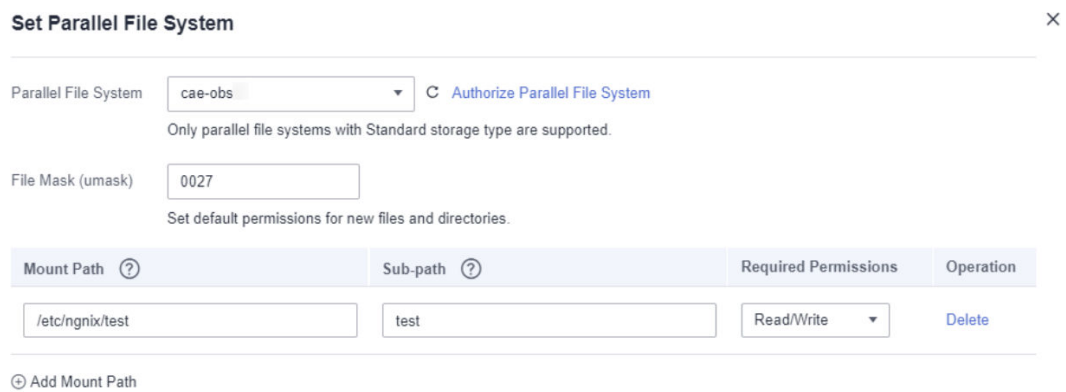 Set Parallel File System
Parallel File System cae-obs Authorize Parallel File System
Only parallel file systems with Standard storage type are supported.
File Mask (umask) 0027
Set default permissions for new files and directories.
Mount Path ? Sub-path ? Required Permissions Operation
/etc/ngnix/test test Read/Write Delete
Add Mount Path